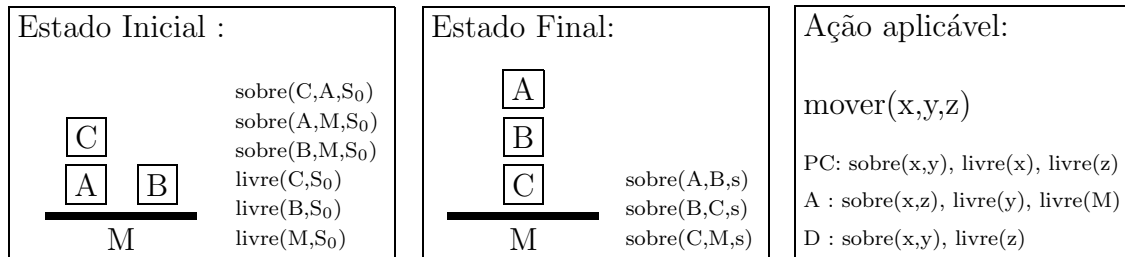 Estado Inicial :
sobre(C,A,S₀)
sobre(A,M,S₀)
sobre(B,M,S₀)
livre(C,S₀)
livre(B,S₀)
livre(M,S₀)
C
A B
M
Estado Final:
A
B
C
M
sobre(A,B,s)
sobre(B,C,s)
sobre(C,M,s)
Ação aplicável:
mover(x,y,z)
PC: sobre(x,y), livre(x), livre(z)
A : sobre(x,z), livre(y), livre(M)
D : sobre(x,y), livre(z)